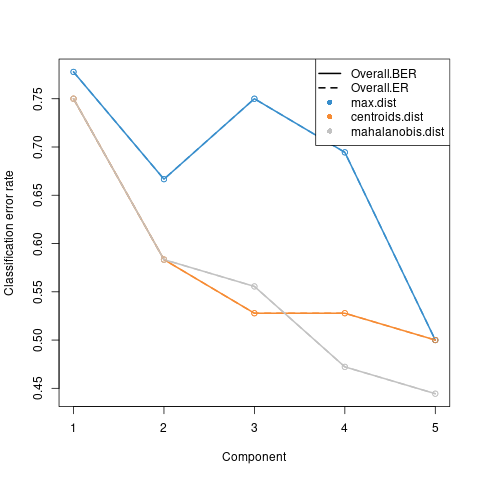 Overall.BER
Overall.ER
max.dist
centroids.dist
mahalanobis.dist
0.75
0.70
0.65
0.60
0.55
0.50
0.45
Classification error rate
1 2 3 4 5
Component